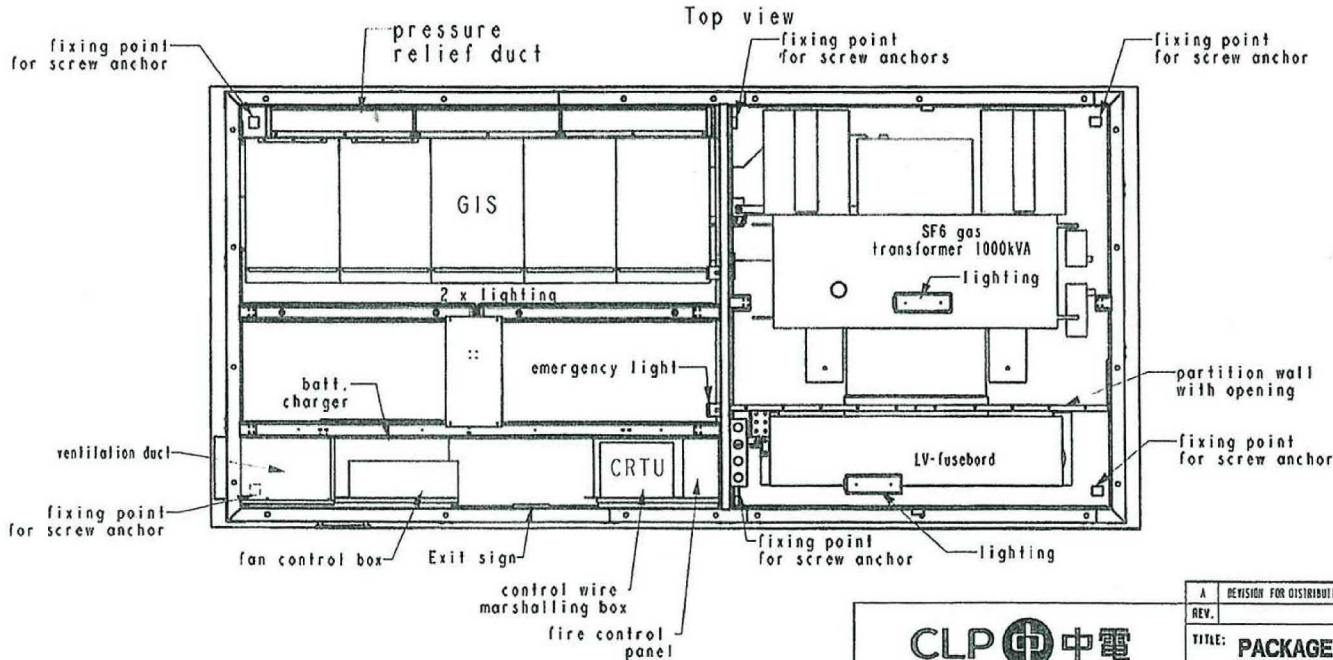 Top view
pressure
relief duct
fixing point
for screw anchor
fixing point
for screw anchors
fixing point
for screw anchor
GIS
SF6 gas
transformer 1000kVA
lighting
2 x lighting
emergency light
batt.
charger
partition wall
with opening
ventilation duct
CRTU
LV-fusebord
fixing point
for screw anchor
fixing point
for screw anchor
fan control box
Exit sign
fixing point
for screw anchor
lighting
control wire
marshalling box
fire control
panel
A
REV.
TITLE: PACKAGE
CLP 中電